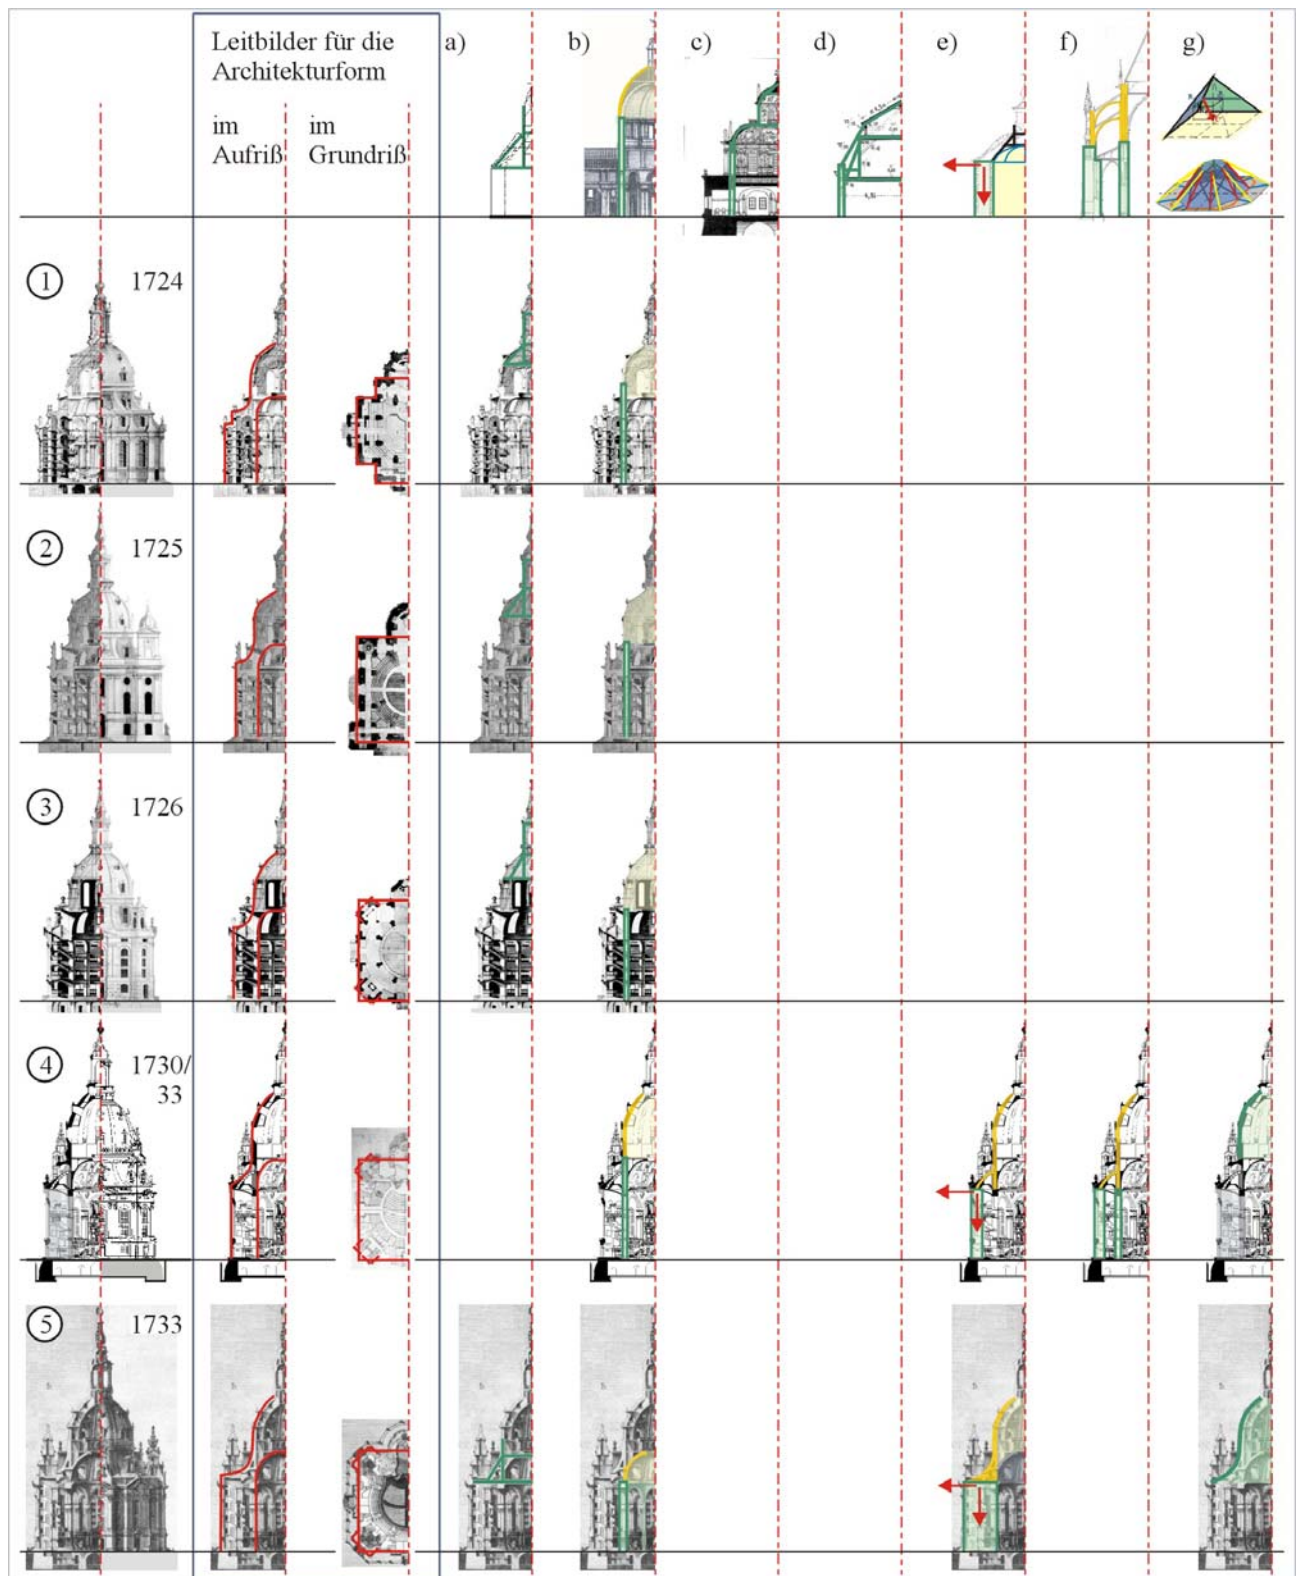 Leitbilder für die
Architekturform
im
Aufriß
im
Grundriß
a)
b)
c)
d)
e)
f)
g)
1
1724
2
1725
3
1726
4
1730/
33
5
1733